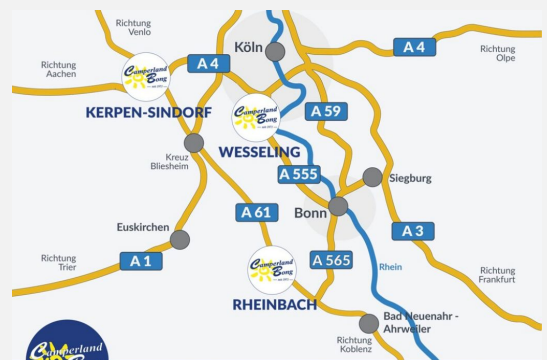 Richtung
Venlo
Köln
A 4
A 4
Richtung
Olpe
Richtung
Aachen
Camperland
Bong
KERPEN-SINDORF
A 59
Camperland
Bong
WESSELING
Kreuz
Bliesheim
A 555
Siegburg
A 61
Bonn
Euskirchen
A 3
A 1
A 565
Richtung
Trier
Camperland
Bong
Rhein
Richtung
Frankfurt
RHEINBACH
Bad Neuenahr -
Ahrweiler
Richtung
Koblenz
Camperland